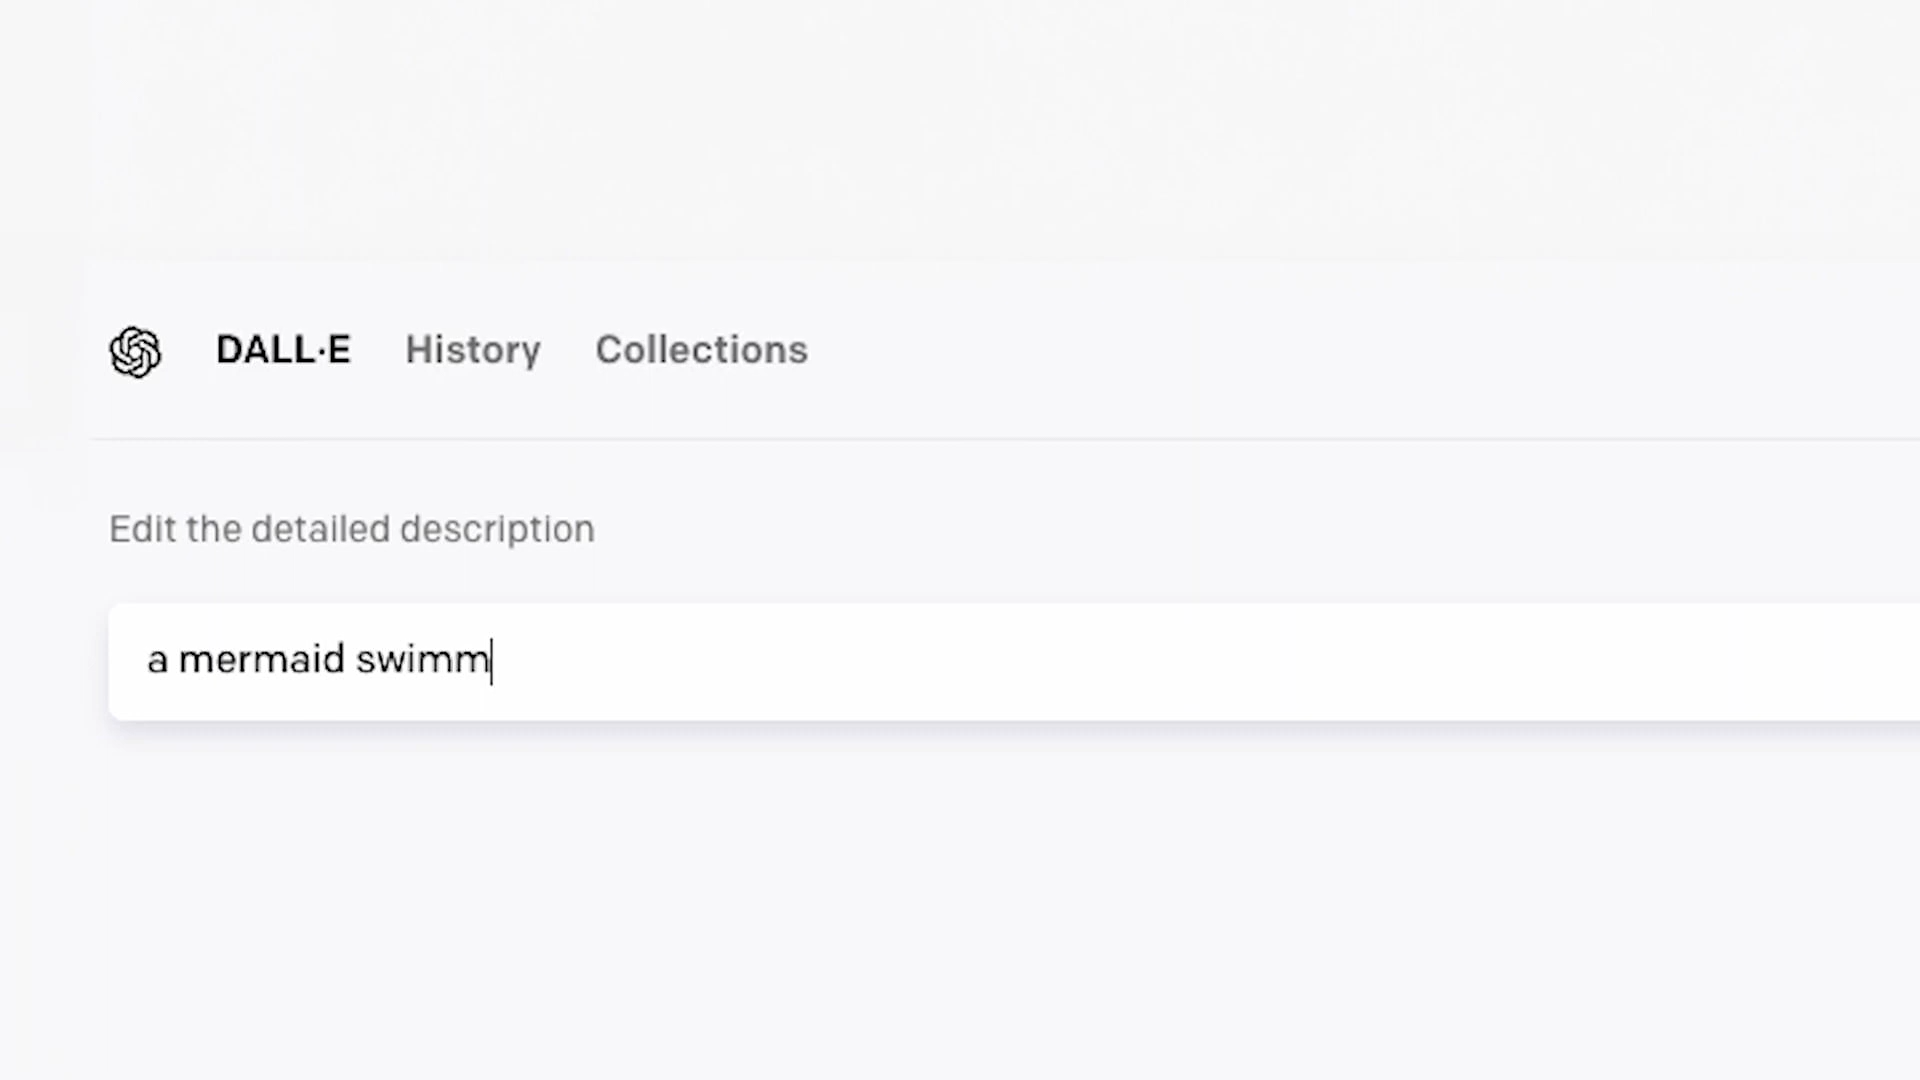 DALL·E History Collections
Edit the detailed description
a mermaid swimm